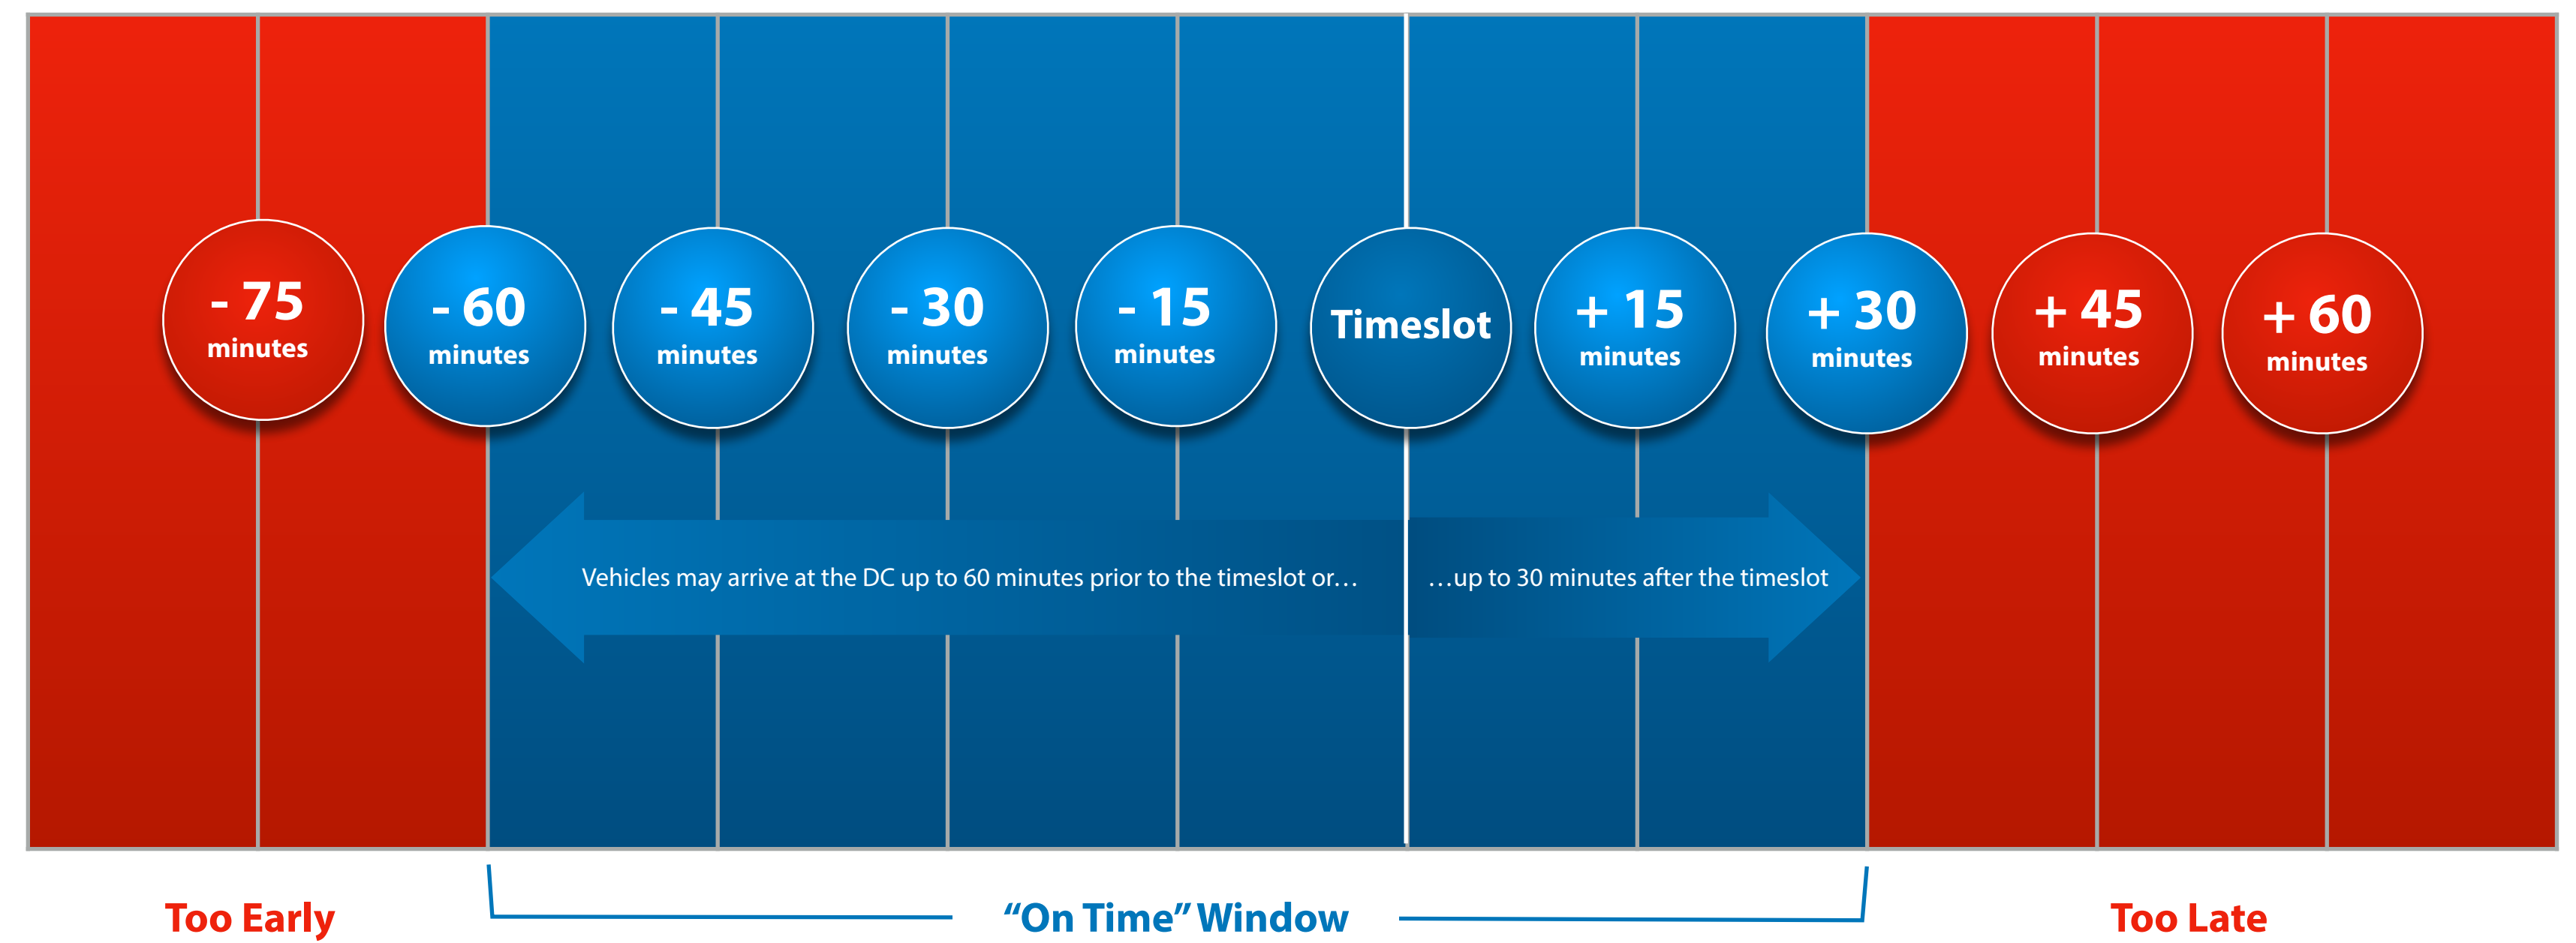 - 75
minutes
- 60
minutes
- 45
minutes
- 30
minutes
- 15
minutes
Timeslot
+ 15
minutes
+ 30
minutes
+ 45
minutes
+ 60
minutes
Vehicles may arrive at the DC up to 60 minutes prior to the timeslot or…
…up to 30 minutes after the timeslot
Too Early
“On Time” Window
Too Late